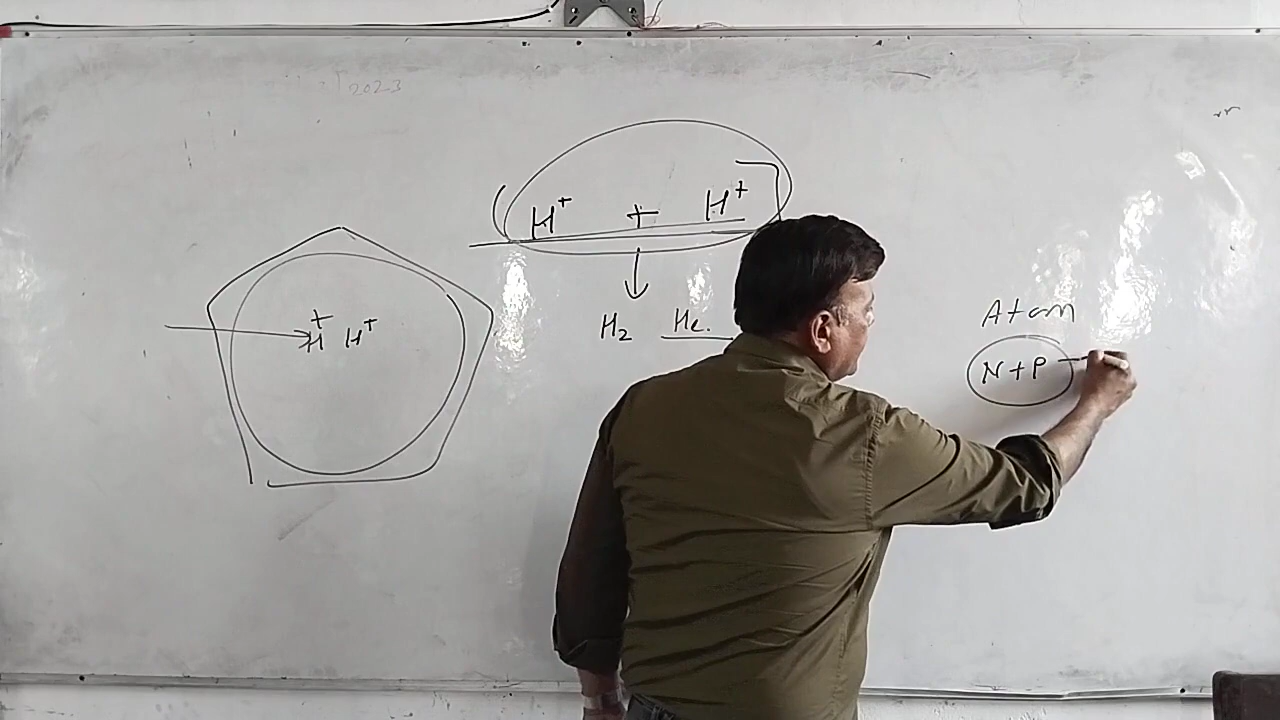 2023
H⁺ + H⁺
H₂ He.
H⁺ H⁺
Atom
N+P